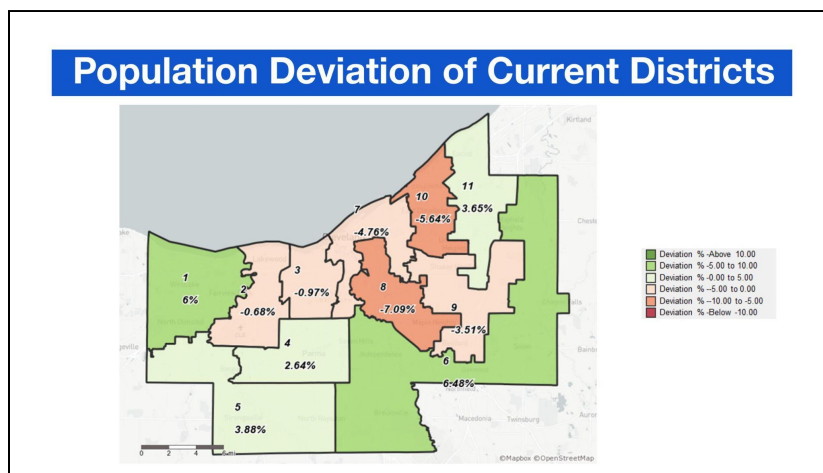 Population Deviation of Current Districts
Kirtland
10
11
-5.64%
3.65%
7
-4.76%
1
6%
2
-0.68%
3
-0.97%
8
-7.09%
9
-3.51%
4
2.64%
6
6.48%
5
3.88%
Macedonia
Twinsburg
0 2 4
©Mapbox ©OpenStreetMap
Deviation % -Above 10.00
Deviation % -5.00 to 10.00
Deviation % -0.00 to 5.00
Deviation % --5.00 to 0.00
Deviation % --10.00 to -5.00
Deviation % -Below -10.00